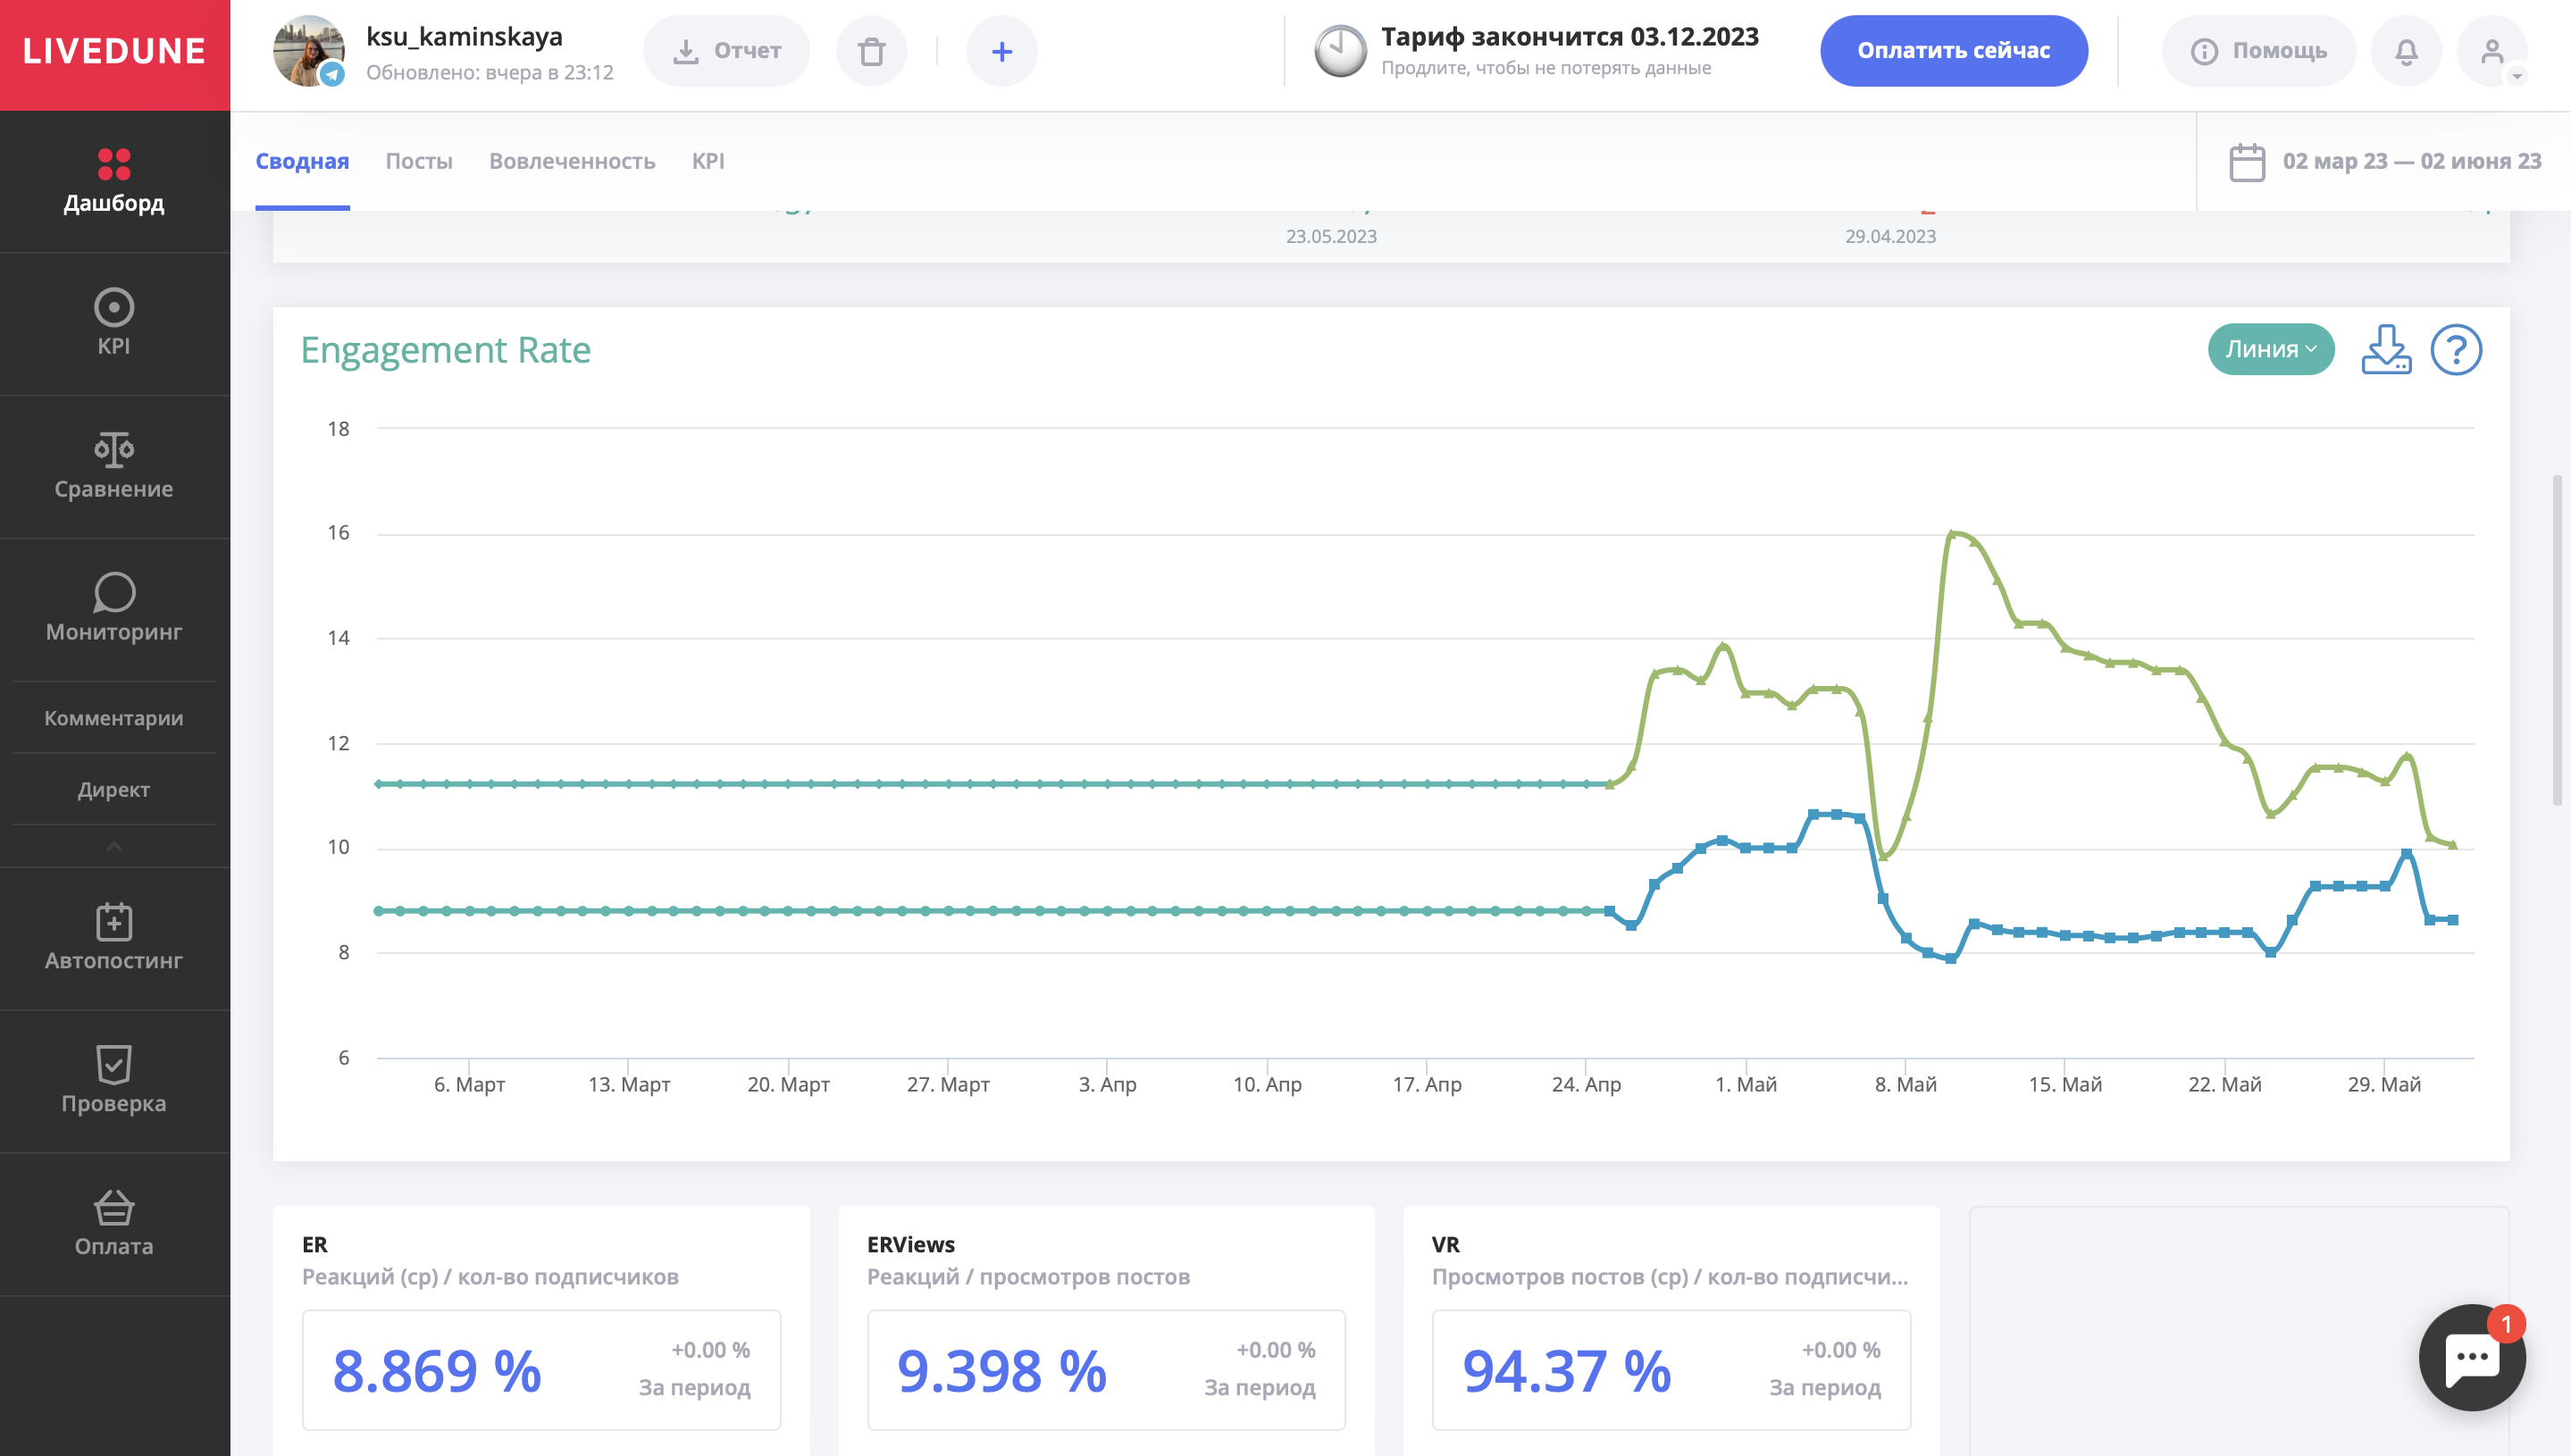 LIVEDUNE
ksu_kaminskaya
Обновлено: вчера в 23:12
Отчет
Тариф закончится 03.12.2023
Продлите, чтобы не потерять данные
Оплатить сейчас
Помощь
Дашборд
KPI
Сравнение
Мониторинг
Комментарии
Директ
Автопостинг
Проверка
Оплата
Сводная
Посты
Вовлеченность
KPI
02 мар 23 — 02 июня 23
23.05.2023
29.04.2023
Engagement Rate
Линия
18
16
14
12
10
8
6
6. Март
13. Март
20. Март
27. Март
3. Апр
10. Апр
17. Апр
24. Апр
1. Май
8. Май
15. Май
22. Май
29. Май
ER
Реакций (ср) / кол-во подписчиков
8.869 %
+0.00 %
За период
ERViews
Реакций / просмотров постов
9.398 %
+0.00 %
За период
VR
Просмотров постов (ср) / кол-во подписчи...
94.37 %
+0.00 %
За период
1